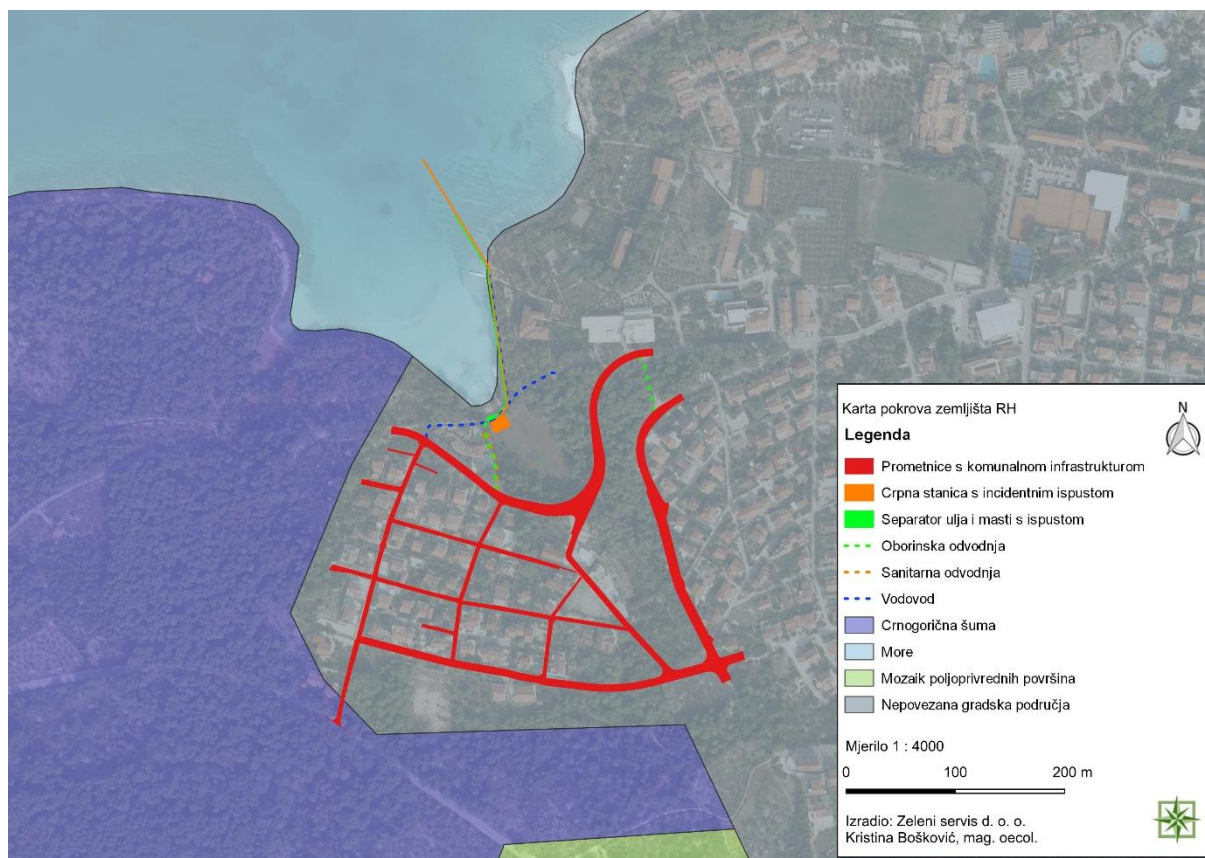 Karta pokrova zemljišta RH
Legenda
N
Prometnice s komunalnom infrastrukturom
Crpna stanica s incidentnim ispustom
Separator ulja i masti s ispustom
Oborinska odvodnja
Sanitarna odvodnja
Vodovod
Crnogorična šuma
More
Mozaik poljoprivrednih površina
Nepovezana gradska područja
Mjerilo 1 : 4000
0 100 200 m
Izradio: Zeleni servis d. o. o.
Kristina Bošković, mag. oecol.